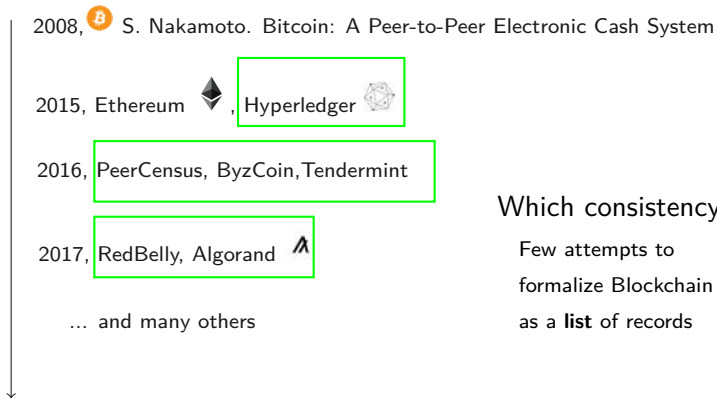 2008, S. Nakamoto. Bitcoin: A Peer-to-Peer Electronic Cash System
2015, Ethereum , Hyperledger
2016, PeerCensus, ByzCoin,Tendermint
2017, RedBelly, Algorand
... and many others
Which consistency
Few attempts to
formalize Blockchain
as a list of records